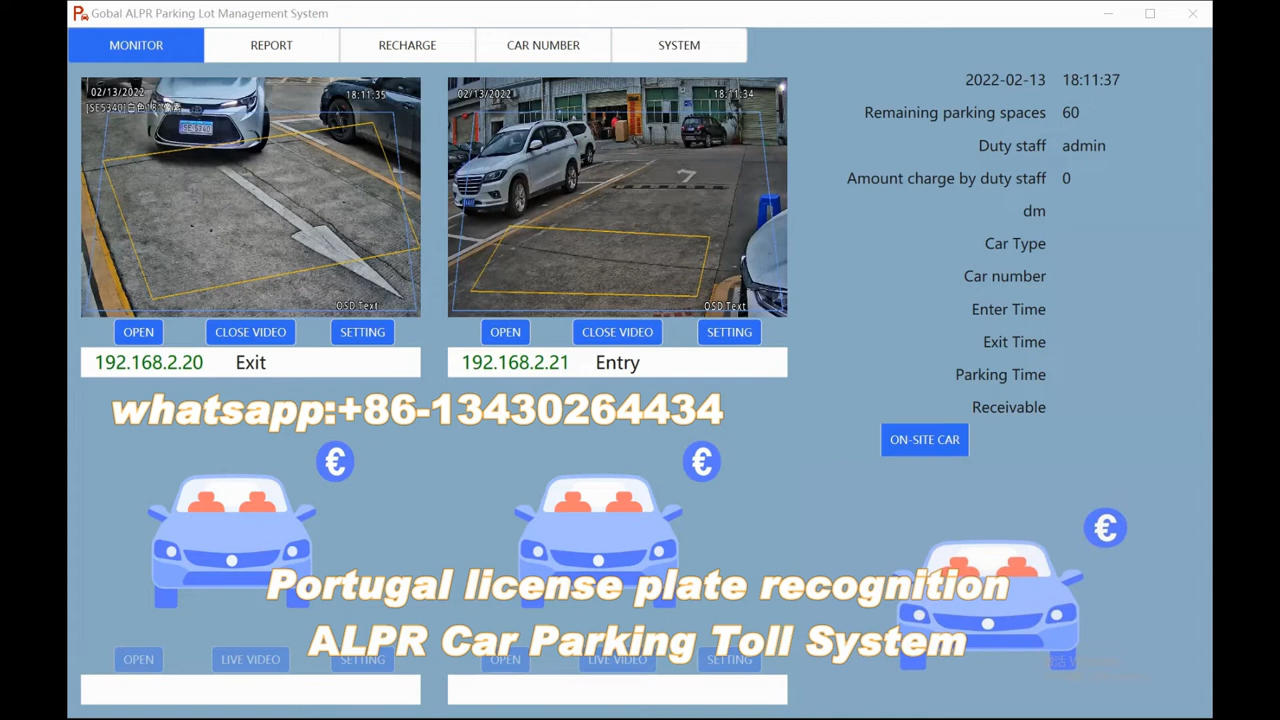 Gobal ALPR Parking Lot Management System
MONITOR
REPORT
RECHARGE
CAR NUMBER
SYSTEM
02/13/2022
18:11:35
OSD Text
02/13/2022
18:11:34
OSD Text
OPEN
CLOSE VIDEO
SETTING
OPEN
CLOSE VIDEO
SETTING
192.168.2.20 Exit
192.168.2.21 Entry
2022-02-13 18:11:37
Remaining parking spaces 60
Duty staff admin
Amount charge by duty staff 0
dm
Car Type
Car number
Enter Time
Exit Time
Parking Time
Receivable
ON-SITE CAR
whatsapp:+86-13430264434
€
€
€
Portugal license plate recognition
ALPR Car Parking Toll System
OPEN
LIVE VIDEO
SETTING
OPEN
LIVE VIDEO
SETTING